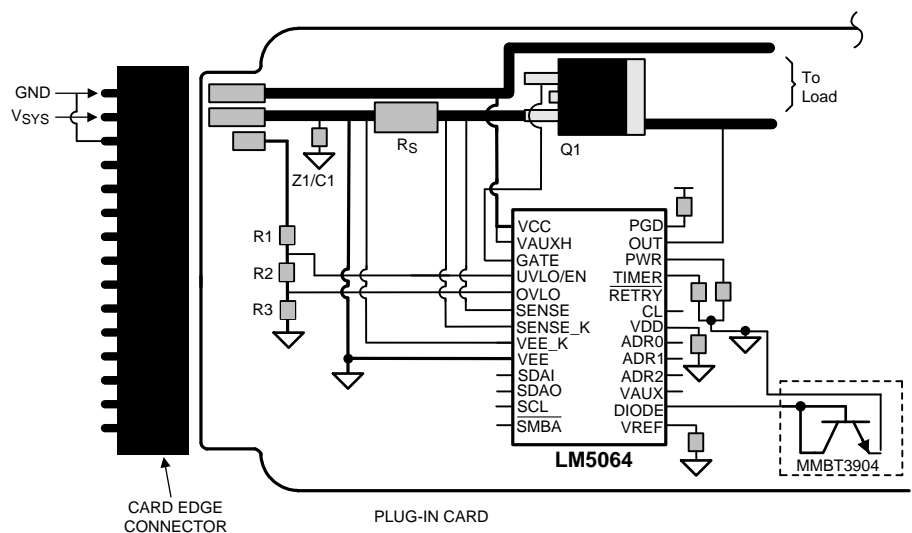 GND
VSYS
To
Load
RS
Q1
Z1/C1
R1
R2
R3
VCC
VAUXH
GATE
UVLO/EN
OVLO
SENSE
SENSE_K
VEE_K
VEE
SDAI
SDAO
SCL
SMBA
PGD
OUT
PWR
TIMER
RETRY
CL
VDD
ADR0
ADR1
ADR2
VAUX
DIODE
VREF
LM5064
MMBT3904
CARD EDGE
CONNECTOR
PLUG-IN CARD